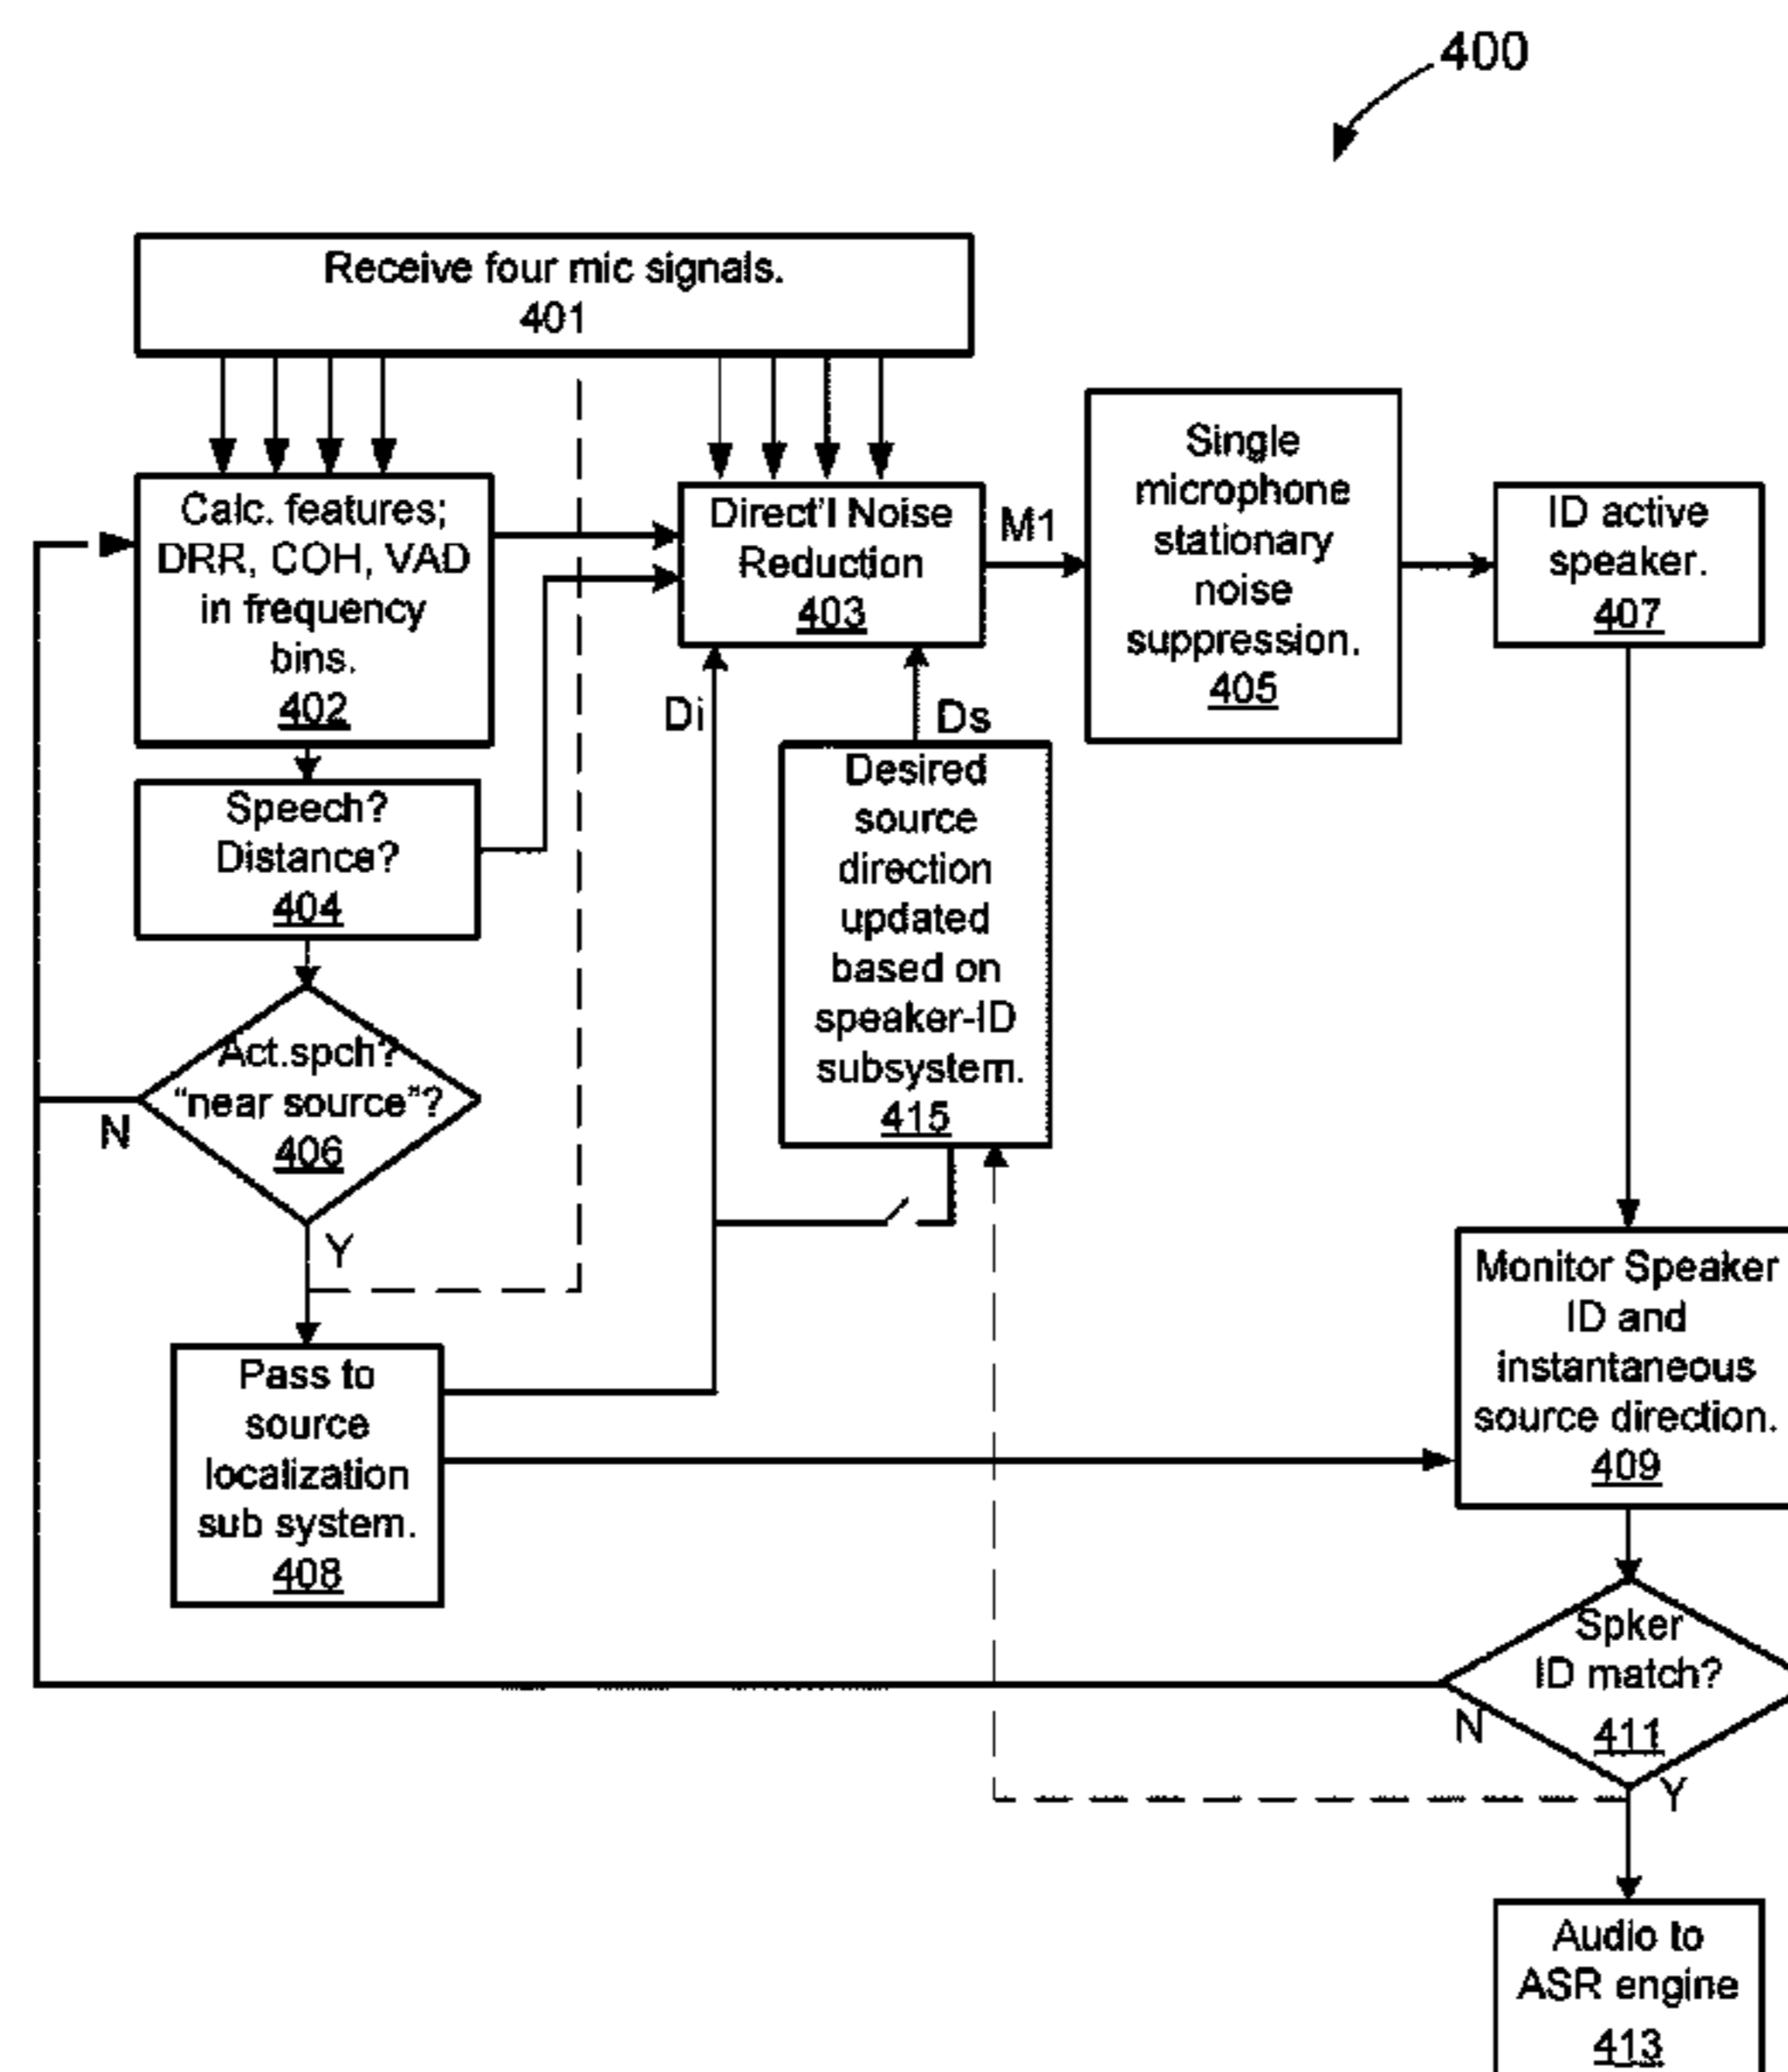 400
Receive four mic signals.
401
Calc. features;
DRR, COH, VAD
in frequency
bins.
402
Direct'l Noise
Reduction
403
M1
Single
microphone
stationary
noise
suppression.
405
ID active
speaker.
407
Di
Ds
Speech?
Distance?
404
Desired
source
direction
updated
based on
speaker-ID
subsystem.
415
Act.spch?
"near source"?
406
N
Y
Pass to
source
localization
sub system.
408
Monitor Speaker
ID and
instantaneous
source direction.
409
Spker
ID match?
411
N
Y
Audio to
ASR engine
413